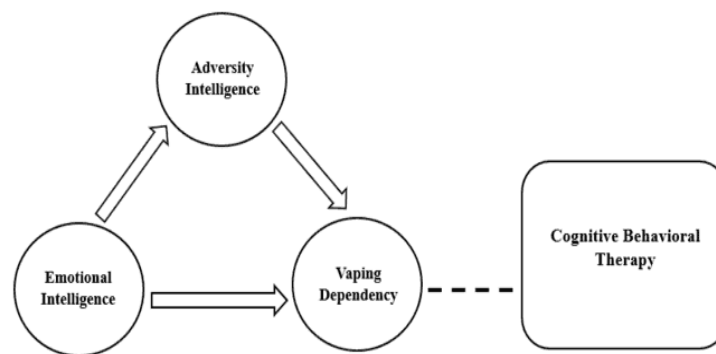 Adversity
Intelligence
Emotional
Intelligence
Vaping
Dependency
Cognitive Behavioral
Therapy